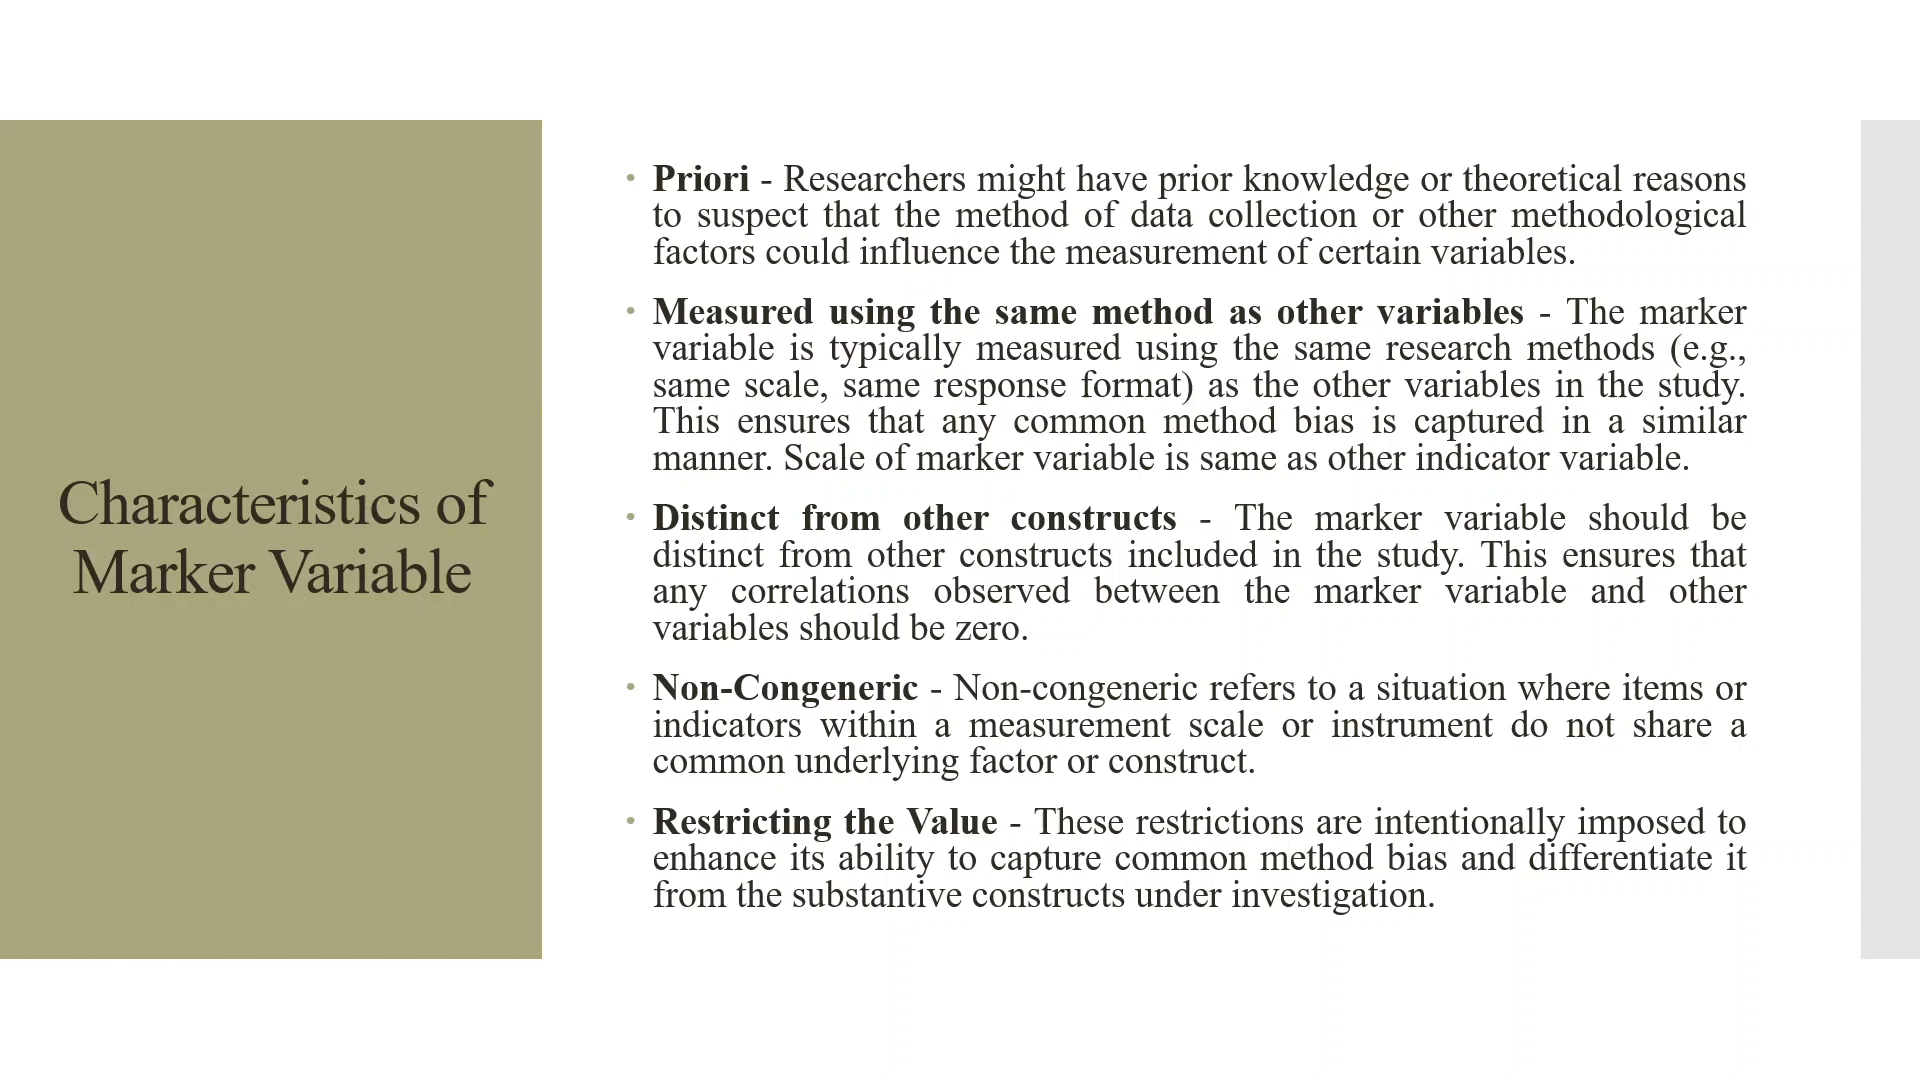 Characteristics of
Marker Variable
• Priori - Researchers might have prior knowledge or theoretical reasons
to suspect that the method of data collection or other methodological
factors could influence the measurement of certain variables.
• Measured using the same method as other variables - The marker
variable is typically measured using the same research methods (e.g.,
same scale, same response format) as the other variables in the study.
This ensures that any common method bias is captured in a similar
manner. Scale of marker variable is same as other indicator variable.
• Distinct from other constructs - The marker variable should be
distinct from other constructs included in the study. This ensures that
any correlations observed between the marker variable and other
variables should be zero.
• Non-Congeneric - Non-congeneric refers to a situation where items or
indicators within a measurement scale or instrument do not share a
common underlying factor or construct.
• Restricting the Value - These restrictions are intentionally imposed to
enhance its ability to capture common method bias and differentiate it
from the substantive constructs under investigation.